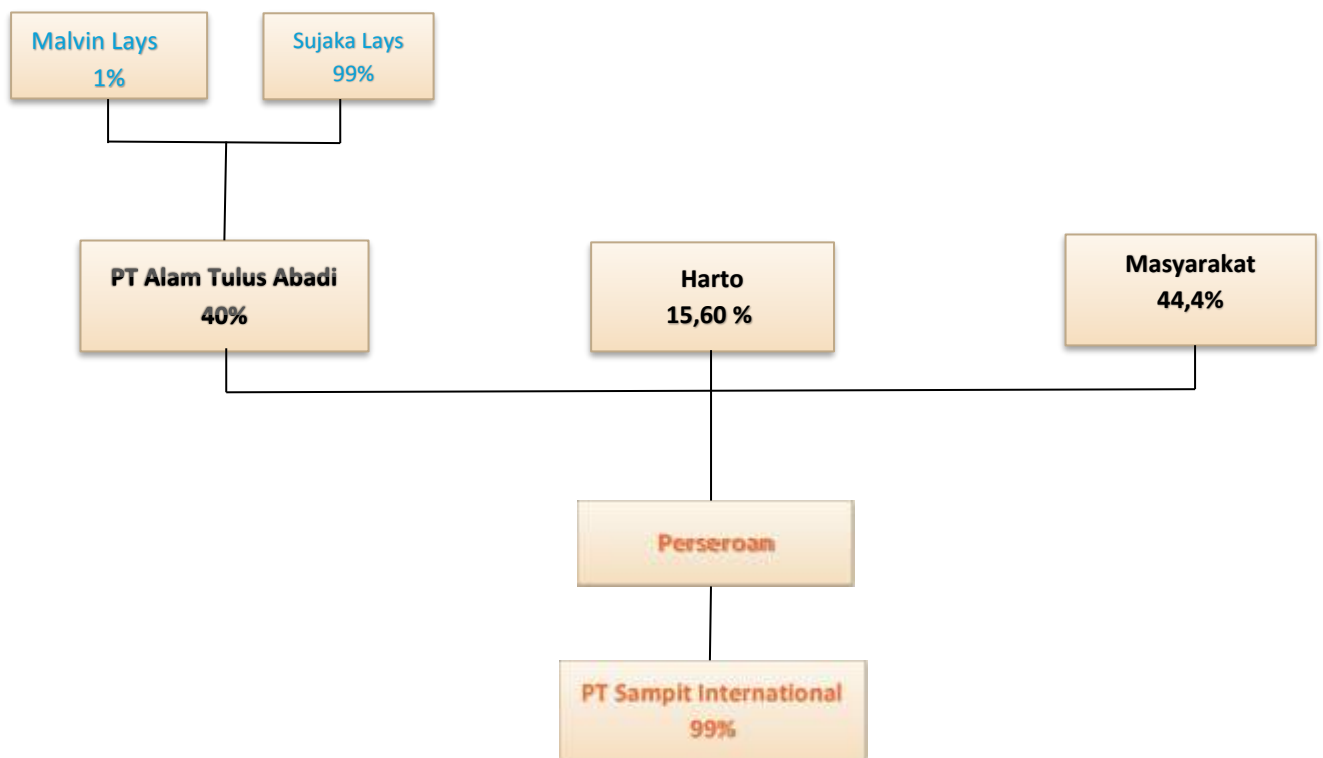 Malvin Lays
1%
Sujaka Lays
99%
PT Alam Tulus Abadi
40%
Harto
15,60 %
Masyarakat
44,4%
Perseroan
PT Sampit International
99%